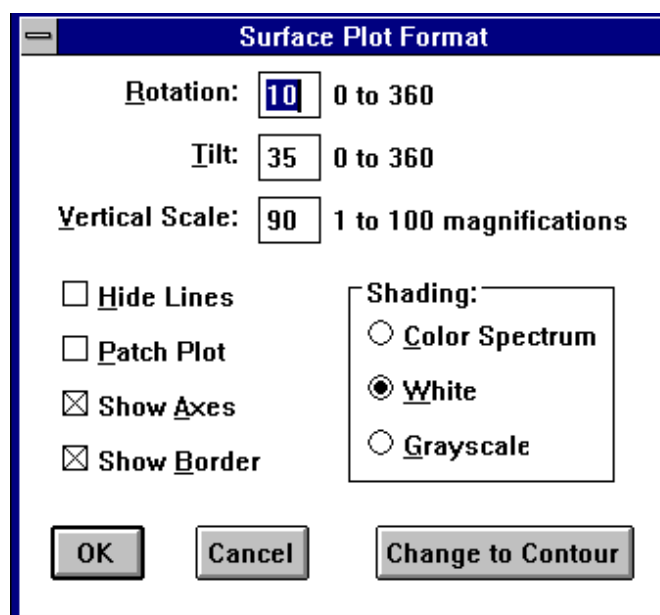 Surface Plot Format
Rotation: 10 0 to 360
Tilt: 35 0 to 360
Vertical Scale: 90 1 to 100 magnifications
Hide Lines
Patch Plot
Show Axes
Show Border
Shading:
Color Spectrum
White
Grayscale
OK Cancel Change to Contour